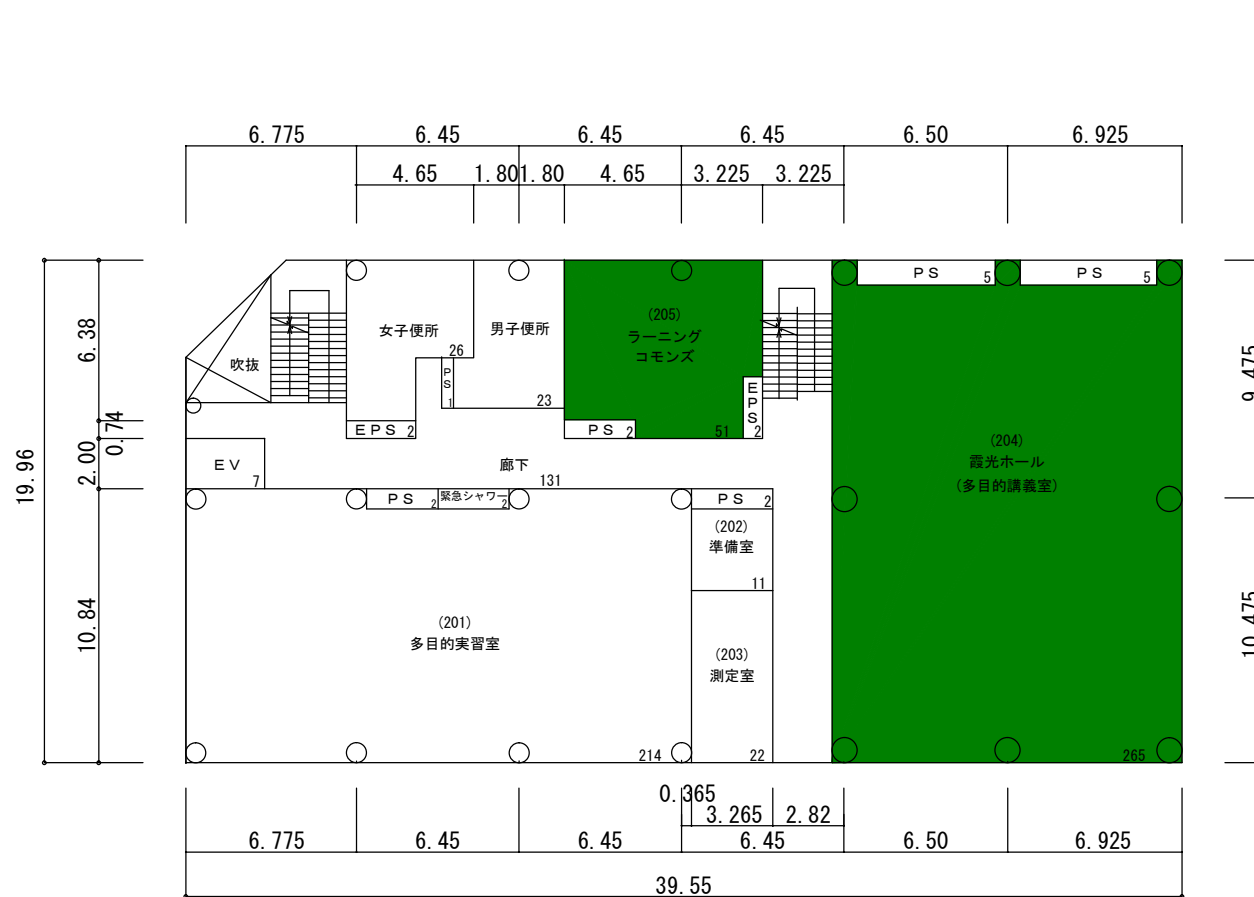 6.775 6.45 6.45 6.45 6.50 6.925
4.65 1.80 1.80 4.65 3.225 3.225
PS 5 PS 5
(205)
ラーニング
コモンズ
51
女子便所
26
男子便所
23
吹抜
PS
1
EPS
2
EPS 2
PS 2
6.38
0.74
2.00
19.96
10.84
9.475
10.475
EV
7
廊下
131
(204)
霞光ホール
(多目的講義室)
265
PS 2
緊急シャワー
2
PS 2
(202)
準備室
11
(201)
多目的実習室
214
(203)
測定室
22
0.365
3.265 2.82
6.775 6.45 6.45 6.45 6.50 6.925
39.55